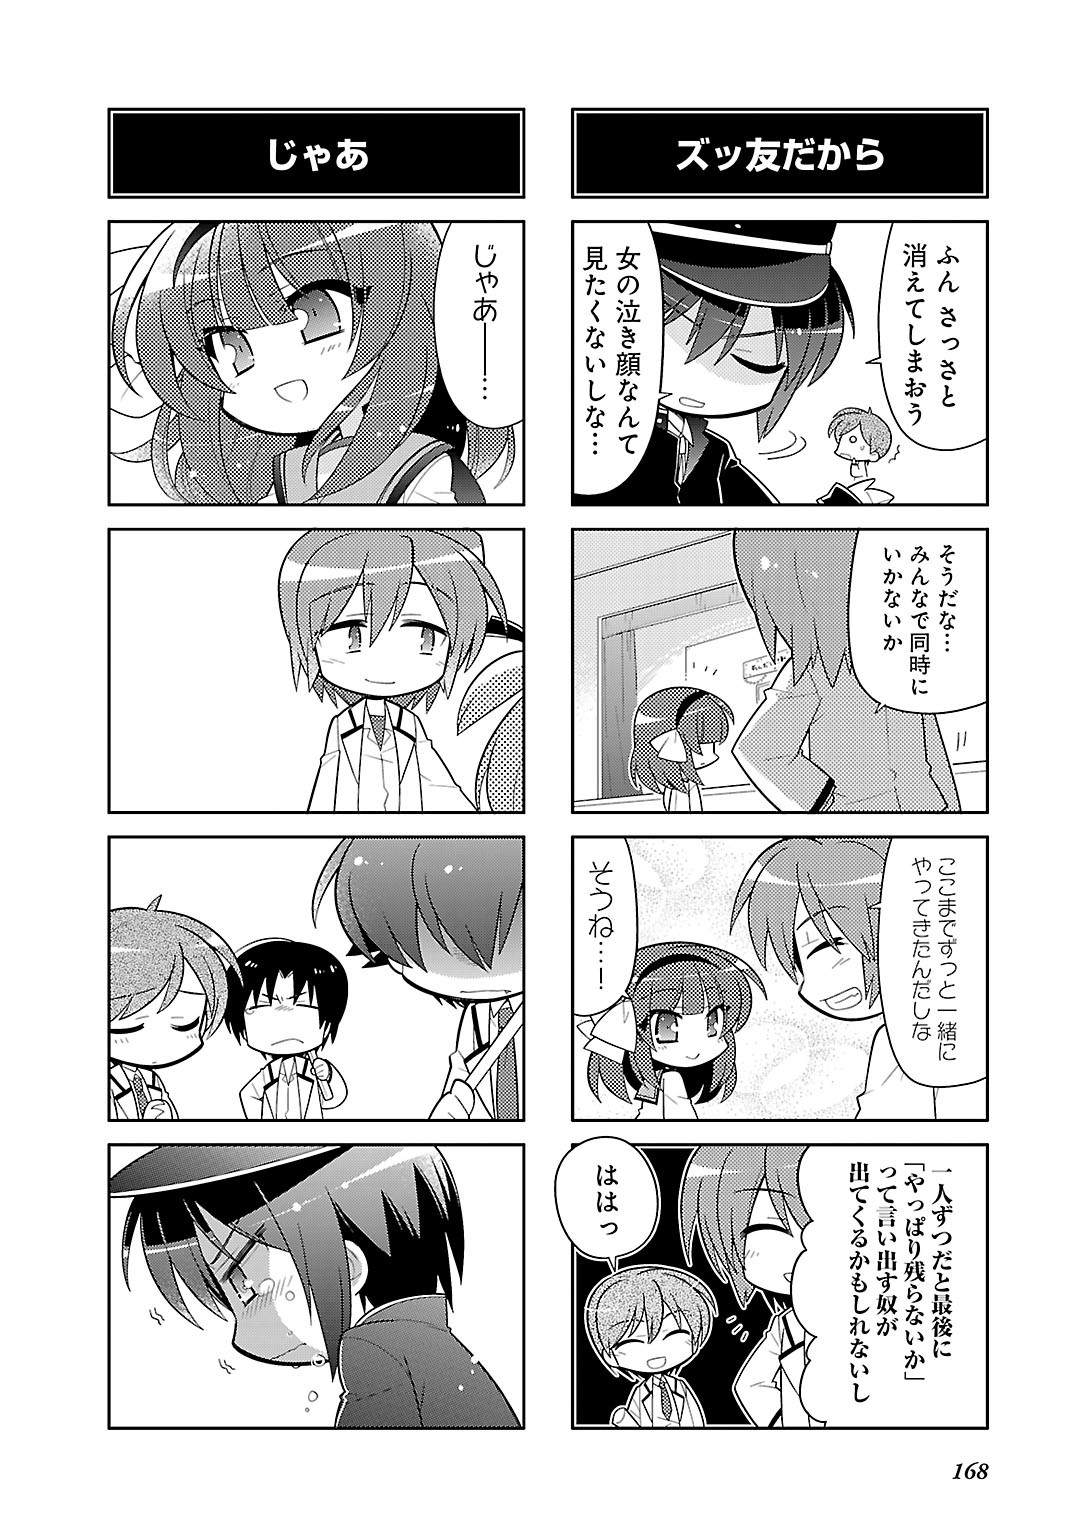 ズッ友だから
ふん さっさと
消えてしまおう
女の泣き顔なんて
見たくないしな…
そうだな…
みんなで同時に
いかないか
ここまでずっと一緒に
やってきたんだしな
そうね…！
一人ずつだと最後に
「やっぱり残らないか」
って言い出す奴が
出てくるかもしれないし
ははっ
じゃあ
じゃあ――…
168